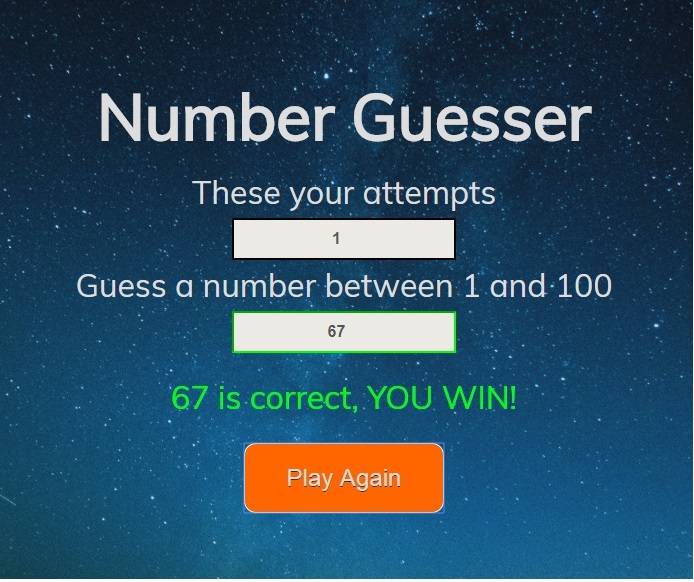 Number Guesser
These your attempts
1
Guess a number between 1 and 100
67
67 is correct, YOU WIN!
Play Again